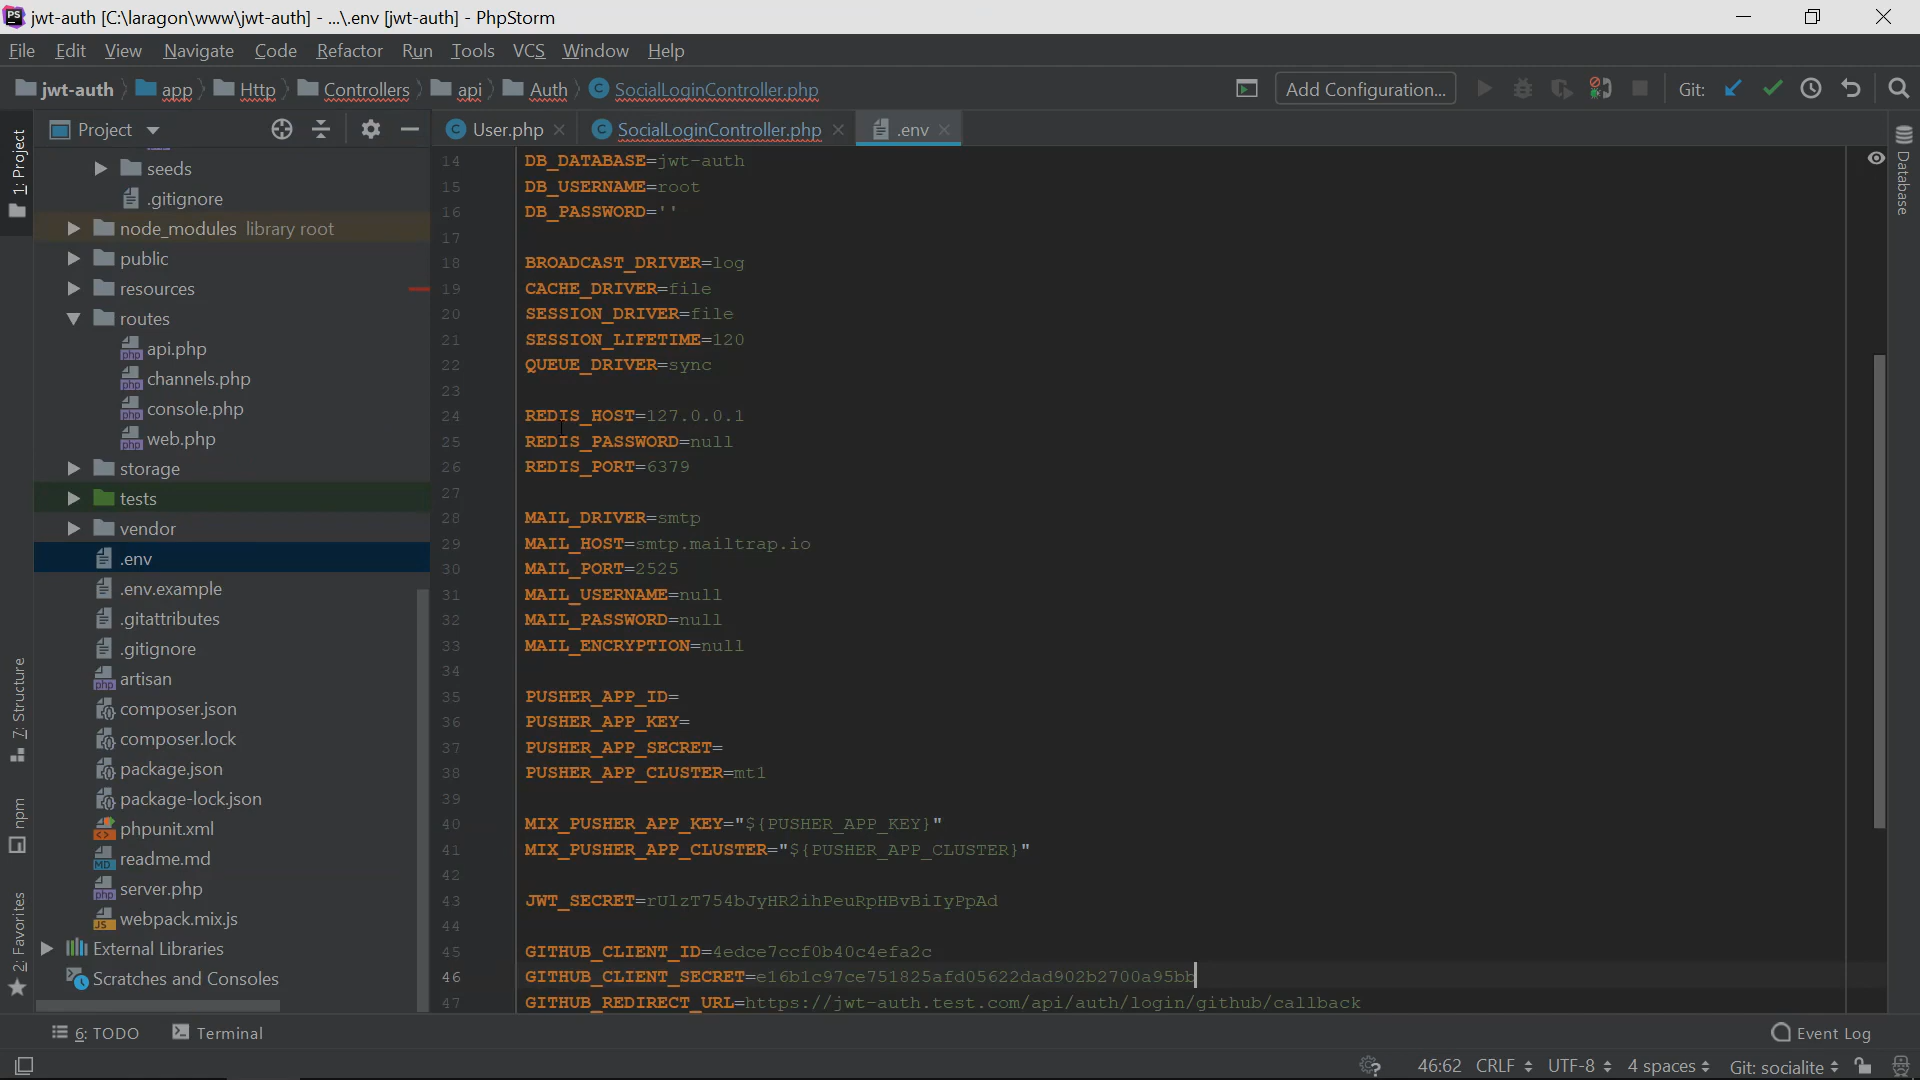 jwt-auth [C:\laragon\www\jwt-auth] - ...\.env [jwt-auth] - PhpStorm
File Edit View Navigate Code Refactor Run Tools VCS Window Help
jwt-auth app Http Controllers api Auth SocialLoginController.php Add Configuration... Git:
Project User.php SocialLoginController.php .env
1: Project
7: Structure
npm
2: Favorites
Database
seeds
.gitignore
node_modules library root
public
resources
routes
api.php
channels.php
console.php
web.php
storage
tests
vendor
.env
.env.example
.gitattributes
.gitignore
artisan
composer.json
composer.lock
package.json
package-lock.json
phpunit.xml
readme.md
server.php
webpack.mix.js
External Libraries
Scratches and Consoles
14 DB_DATABASE=jwt-auth
15 DB_USERNAME=root
16 DB_PASSWORD=''
17
18 BROADCAST_DRIVER=log
19 CACHE_DRIVER=file
20 SESSION_DRIVER=file
21 SESSION_LIFETIME=120
22 QUEUE_DRIVER=sync
23
24 REDIS_HOST=127.0.0.1
25 REDIS_PASSWORD=null
26 REDIS_PORT=6379
27
28 MAIL_DRIVER=smtp
29 MAIL_HOST=smtp.mailtrap.io
30 MAIL_PORT=2525
31 MAIL_USERNAME=null
32 MAIL_PASSWORD=null
33 MAIL_ENCRYPTION=null
34
35 PUSHER_APP_ID=
36 PUSHER_APP_KEY=
37 PUSHER_APP_SECRET=
38 PUSHER_APP_CLUSTER=mt1
39
40 MIX_PUSHER_APP_KEY="${PUSHER_APP_KEY}"
41 MIX_PUSHER_APP_CLUSTER="${PUSHER_APP_CLUSTER}"
42
43 JWT_SECRET=rUlzT754bJyHR2ihPeuRpHBvBiIyPpAd
44
45 GITHUB_CLIENT_ID=4edce7ccf0b40c4efa2c
46 GITHUB_CLIENT_SECRET=e16b1c97ce751825afd05622dad902b2700a95bb
47 GITHUB_REDIRECT_URL=https://jwt-auth.test.com/api/auth/login/github/callback
6: TODO Terminal Event Log
46:62 CRLF UTF-8 4 spaces Git: socialite